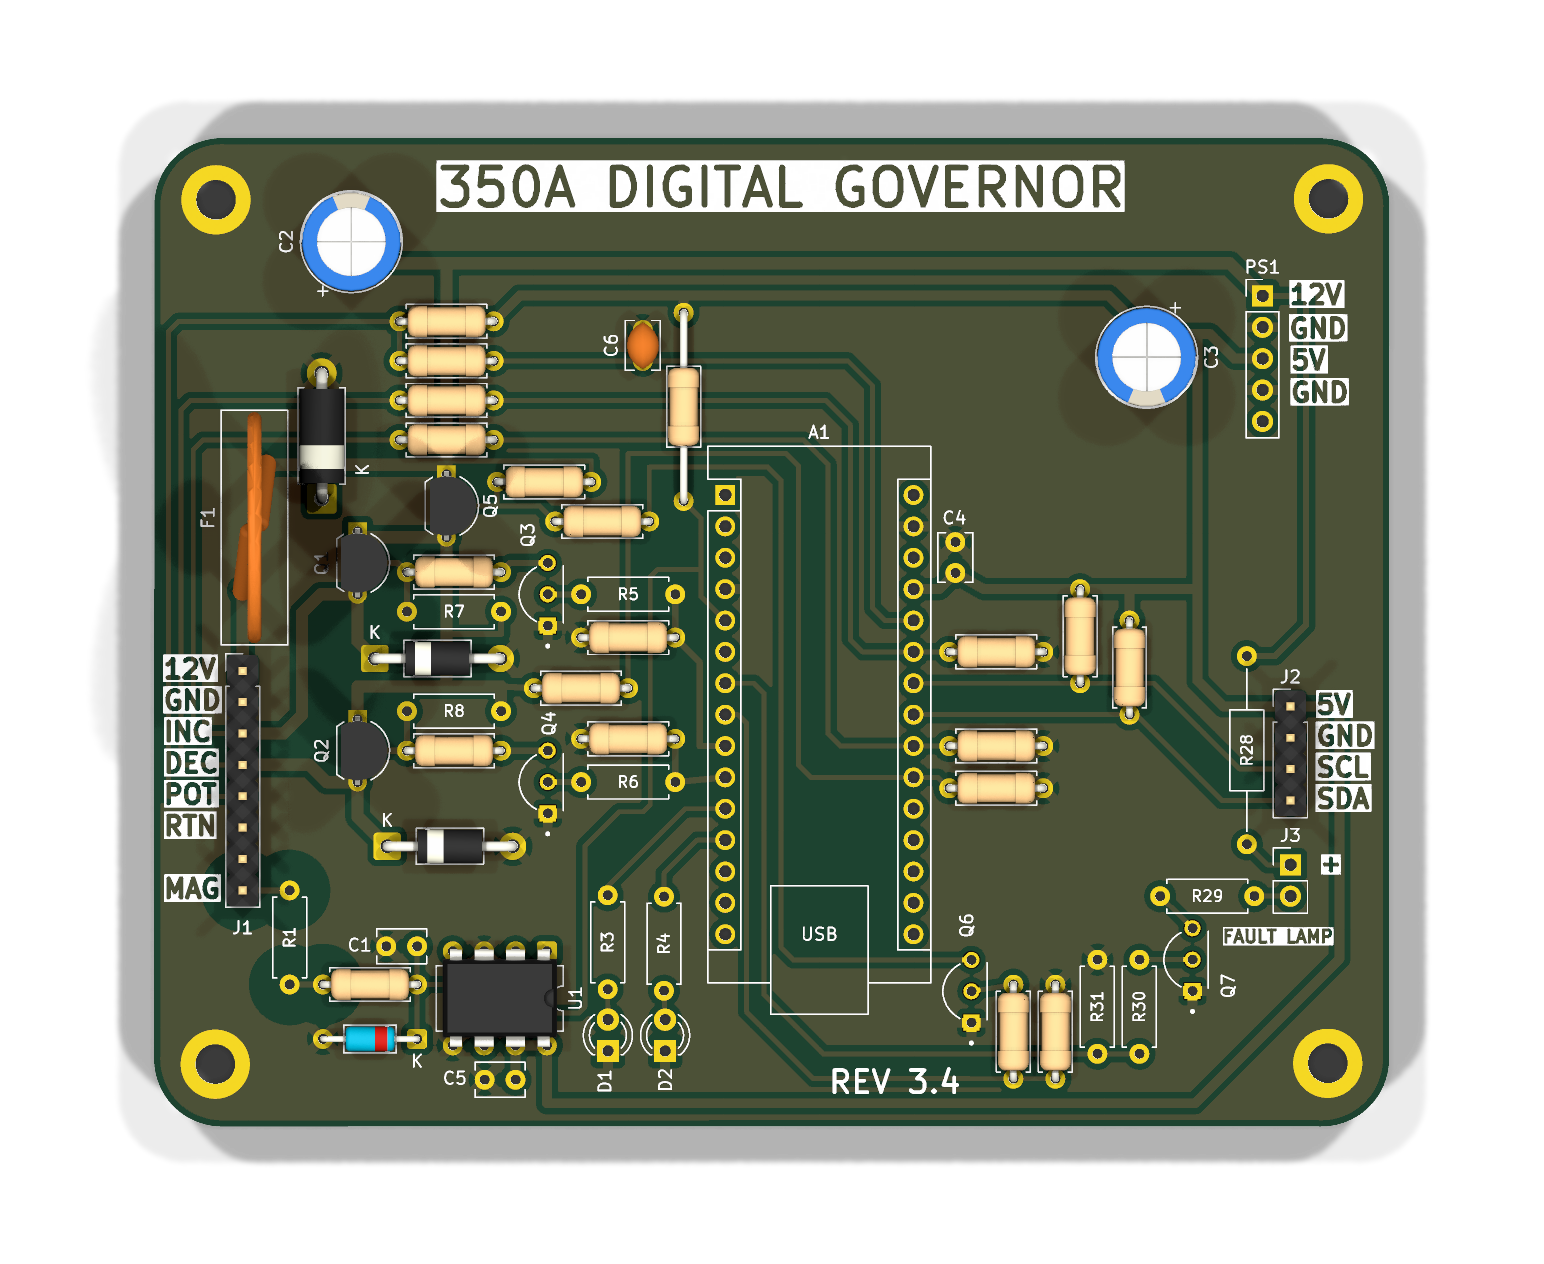 350A DIGITAL GOVERNOR
C2
+
PS1
12V
GND
5V
GND
+
C3
C6
A1
K
F1
Q5
Q3
Q1
C4
R5
R7
K
12V
GND
INC
DEC
POT
RTN
MAG
J1
R8
Q4
Q2
R6
K
J2
5V
GND
SCL
SDA
R28
J3
+
R29
FAULT LAMP
Q6
Q7
R31
R30
USB
R1
C1
R3
R4
U1
K
C5
D1
D2
REV 3.4